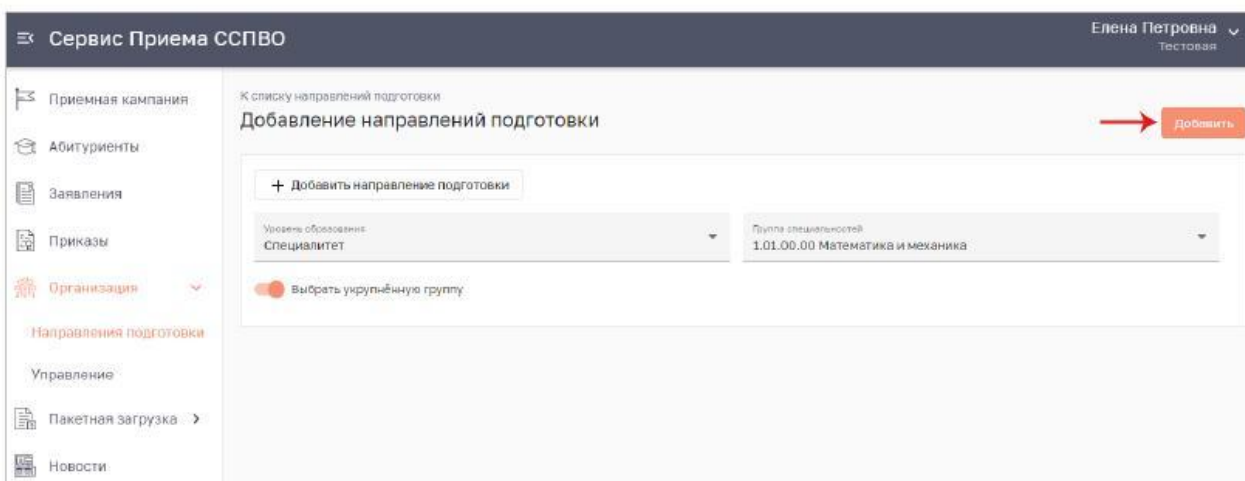 Сервис Приема ССПВО
Елена Петровна
Тестовая
Приемная кампания
Абитуриенты
Заявления
Приказы
Организация
Направления подготовки
Управление
Пакетная загрузка
Новости
К списку направлений подготовки
Добавление направлений подготовки
Добавить
+ Добавить направление подготовки
Уровень образования
Специалитет
Группа специальностей
1.01.00.00 Математика и механика
Выбрать укрупнённую группу